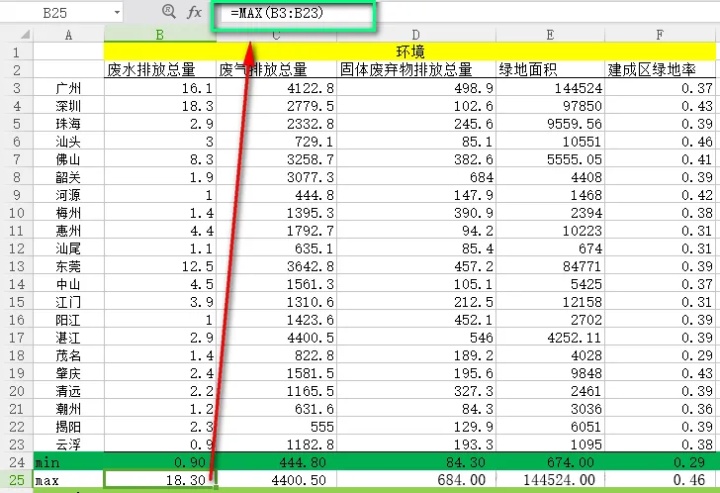 B25 fx =MAX(B3:B23)
A B C D E F
1 环境
2 废水排放总量 废气排放总量 固体废弃物排放总量 绿地面积 建成区绿地率
3 广州 16.1 4122.8 498.9 144524 0.37
4 深圳 18.3 2779.5 102.6 97850 0.43
5 珠海 2.9 2332.8 245.6 9559.56 0.39
6 汕头 3 729.1 85.1 10551 0.46
7 佛山 8.3 3258.7 382.6 5555.05 0.41
8 韶关 1.9 3077.3 684 4408 0.39
9 河源 1 444.8 147.9 1468 0.42
10 梅州 1.4 1395.3 390.9 2394 0.38
11 惠州 4.4 1792.7 94.2 10223 0.31
12 汕尾 1.1 635.1 85.4 674 0.31
13 东莞 12.5 3642.8 457.2 84771 0.39
14 中山 4.5 1561.3 105.1 5425 0.37
15 江门 3.9 1310.6 212.5 12158 0.31
16 阳江 1 1423.6 452.1 2702 0.39
17 湛江 2.9 4400.5 546 4252.11 0.39
18 茂名 1.4 822.8 189.2 4028 0.29
19 肇庆 2.4 1581.5 195.6 9848 0.43
20 清远 2.2 1165.5 327.3 2461 0.39
21 潮州 1.2 631.6 84.3 3036 0.36
22 揭阳 2.3 555 129.9 6051 0.39
23 云浮 0.9 1182.8 193.3 1095 0.38
24 min 0.90 444.80 84.30 674.00 0.29
25 max 18.30 4400.50 684.00 144524.00 0.46